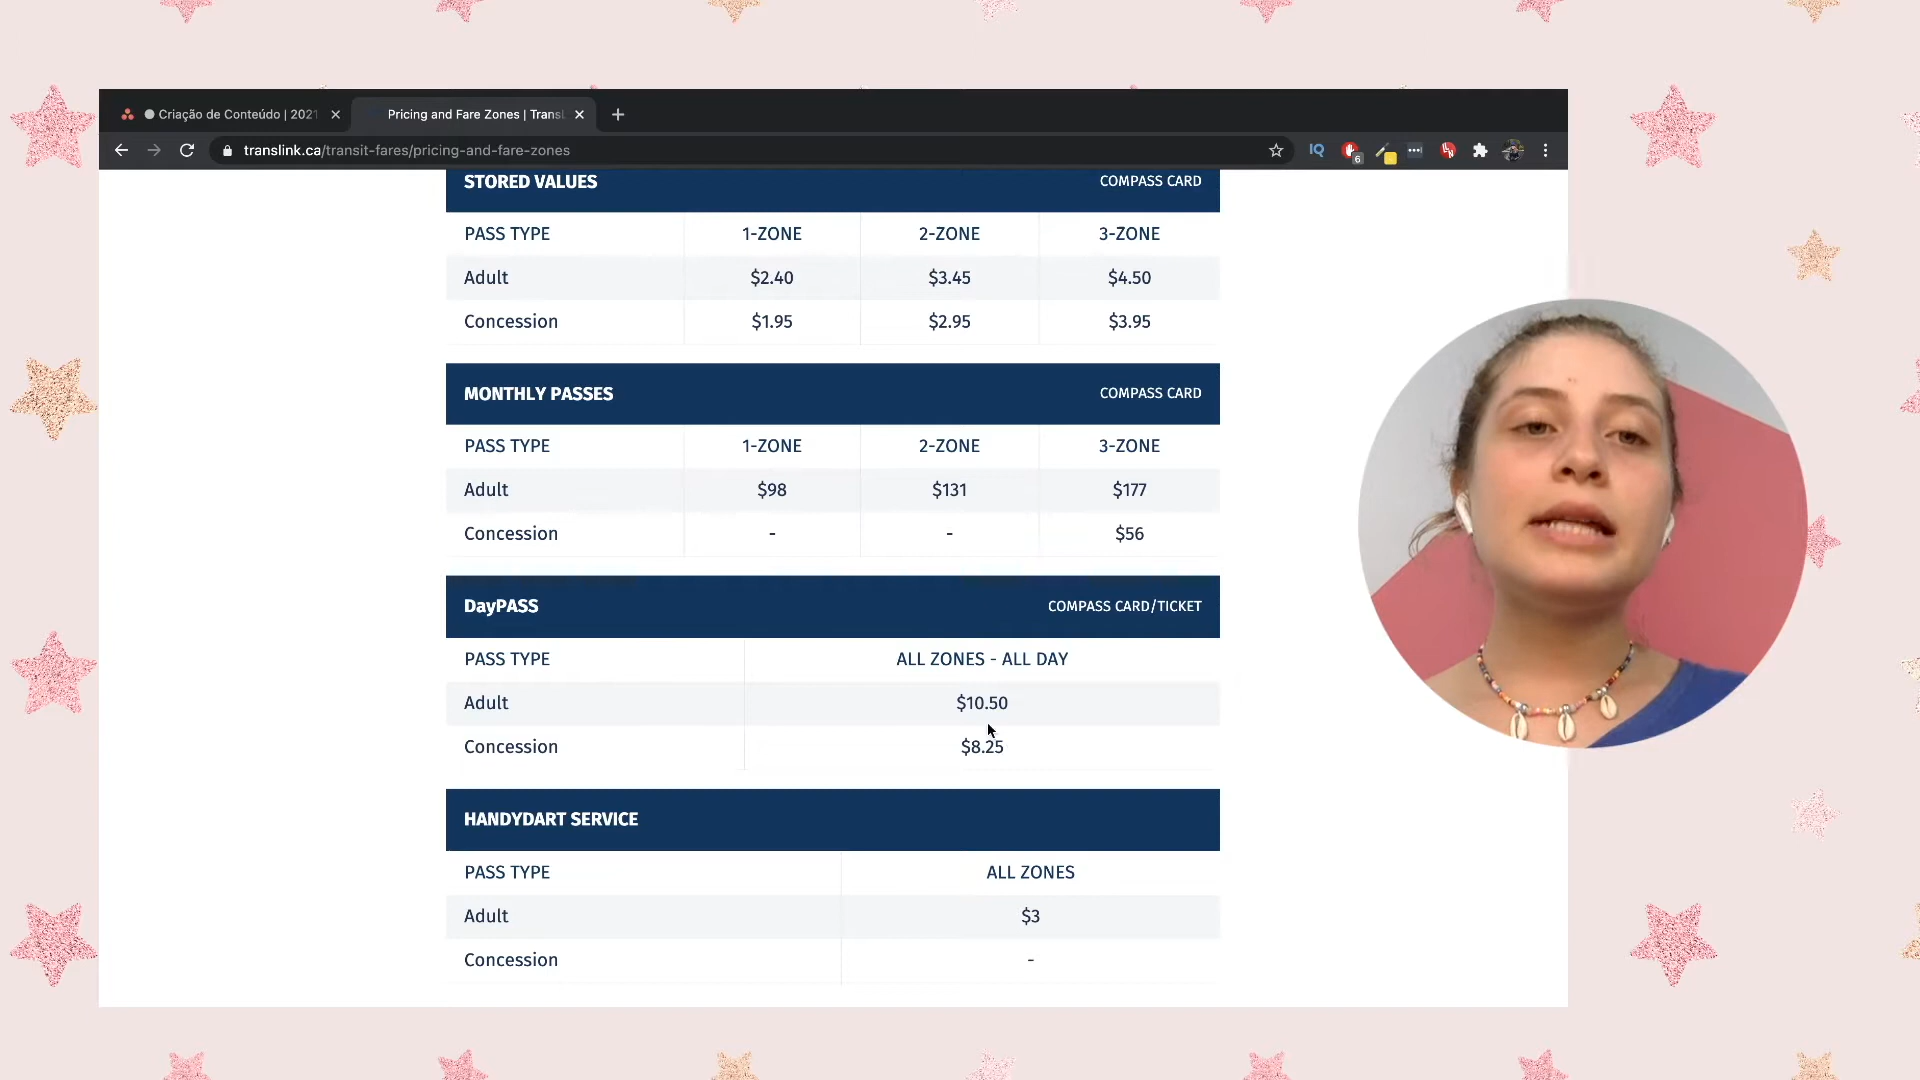 Criação de Conteúdo | 2021
Pricing and Fare Zones | TransL
translink.ca/transit-fares/pricing-and-fare-zones
IQ
6
STORED VALUES COMPASS CARD
PASS TYPE 1-ZONE 2-ZONE 3-ZONE
Adult $2.40 $3.45 $4.50
Concession $1.95 $2.95 $3.95
MONTHLY PASSES COMPASS CARD
PASS TYPE 1-ZONE 2-ZONE 3-ZONE
Adult $98 $131 $177
Concession - - $56
DayPASS COMPASS CARD/TICKET
PASS TYPE ALL ZONES - ALL DAY
Adult $10.50
Concession $8.25
HANDYDART SERVICE
PASS TYPE ALL ZONES
Adult $3
Concession -